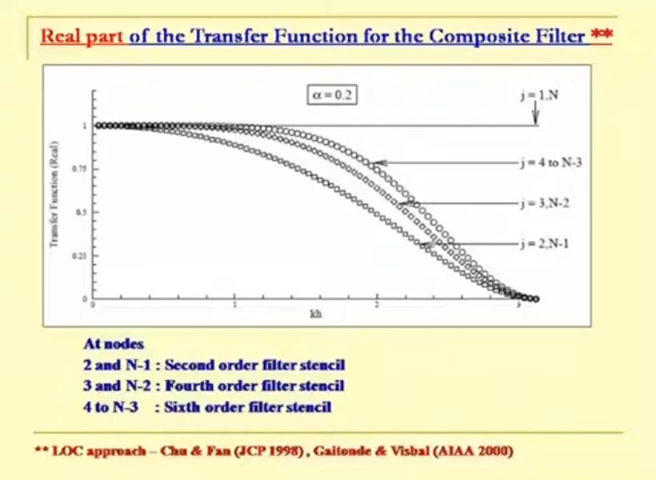 Real part of the Transfer Function for the Composite Filter **
α = 0.2
j = 1,N
1
j = 4 to N-3
0.75
Transfer Function (Real)
j = 3,N-2
0.5
j = 2,N-1
0.25
0
0 1 2 3
kh
At nodes
2 and N-1 : Second order filter stencil
3 and N-2 : Fourth order filter stencil
4 to N-3 : Sixth order filter stencil
** LOC approach – Chu & Fan (JCP 1998), Gaitonde & Visbal (AIAA 2000)